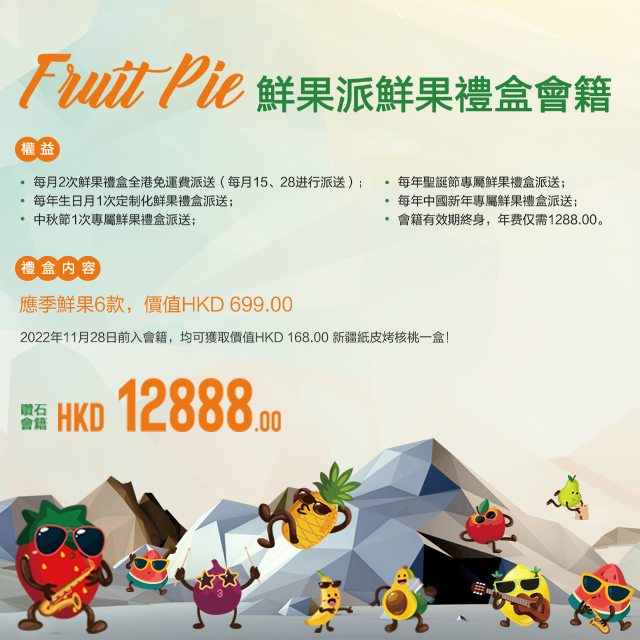 Fruit Pie 鮮果派鮮果禮盒會籍
權益
• 每月2次鮮果禮盒全港免運費派送（每月15、28进行派送）;
• 每年生日月1次定制化鮮果禮盒派送;
• 中秋節1次專屬鮮果禮盒派送;
• 每年聖誕節專屬鮮果禮盒派送;
• 每年中國新年專屬鮮果禮盒派送;
• 會籍有效期終身，年费仅需1288.00。
禮盒内容
應季鮮果6款，價值HKD 699.00
2022年11月28日前入會籍，均可獲取價值HKD 168.00 新疆紙皮烤核桃一盒!
鑽石會籍 HKD 12888.00